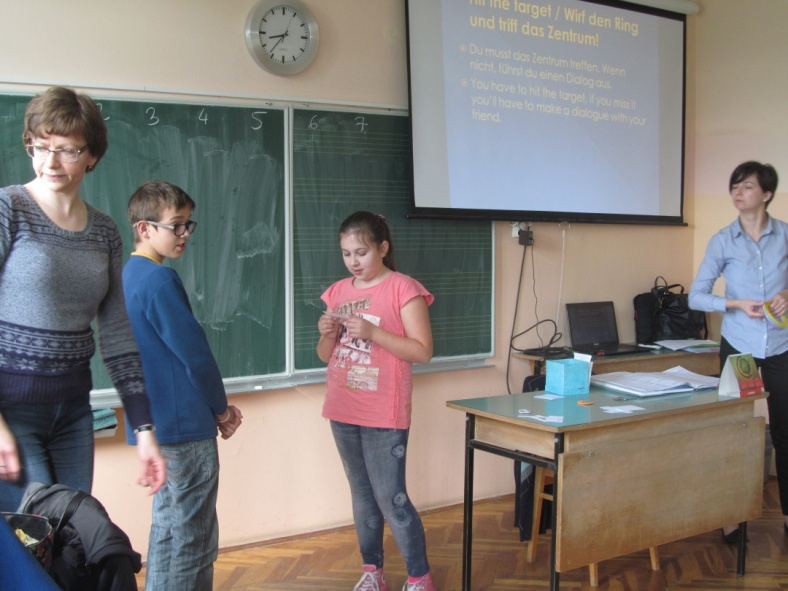 hit the target / Wirf den Ring
und triff das Zentrum!
Du musst das Zentrum treffen. Wenn
nicht, führst du einen Dialog aus.
You have to hit the target, if you miss it
you'll have to make a dialogue with your
friend.
2 3 4 5 6 7